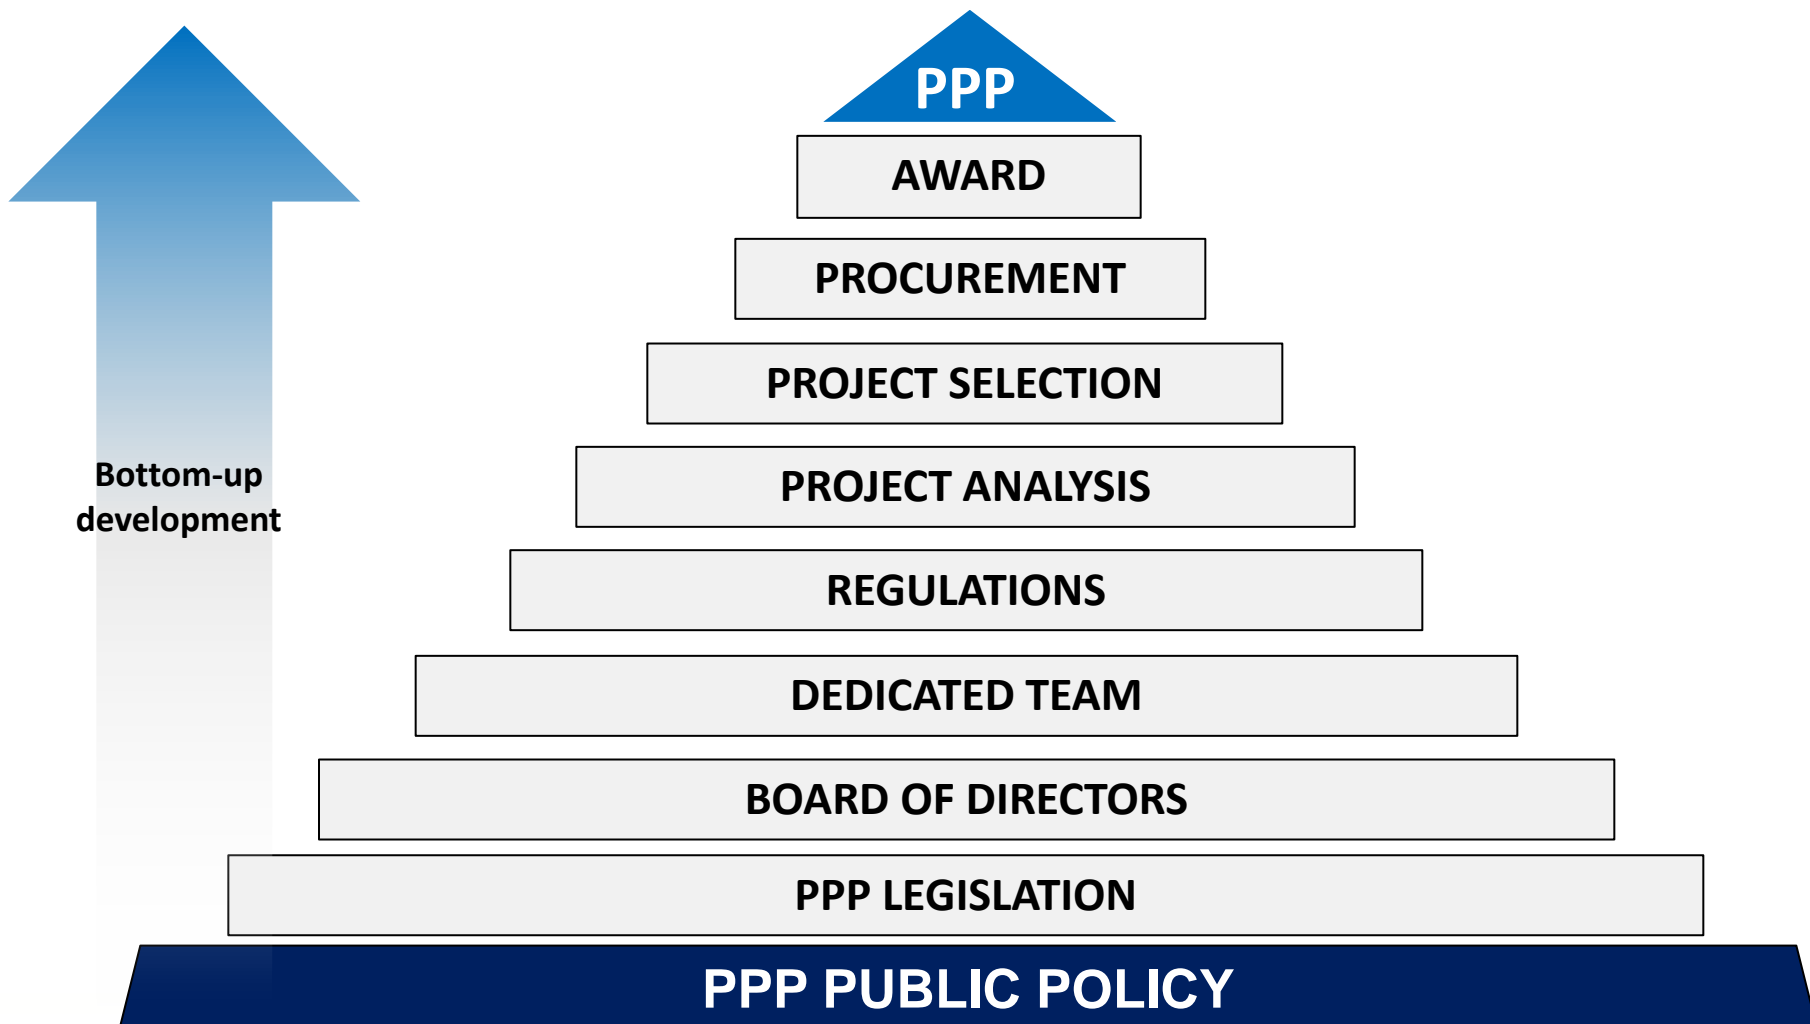 PPP
AWARD
PROCUREMENT
PROJECT SELECTION
PROJECT ANALYSIS
Bottom-up
development
REGULATIONS
DEDICATED TEAM
BOARD OF DIRECTORS
PPP LEGISLATION
PPP PUBLIC POLICY